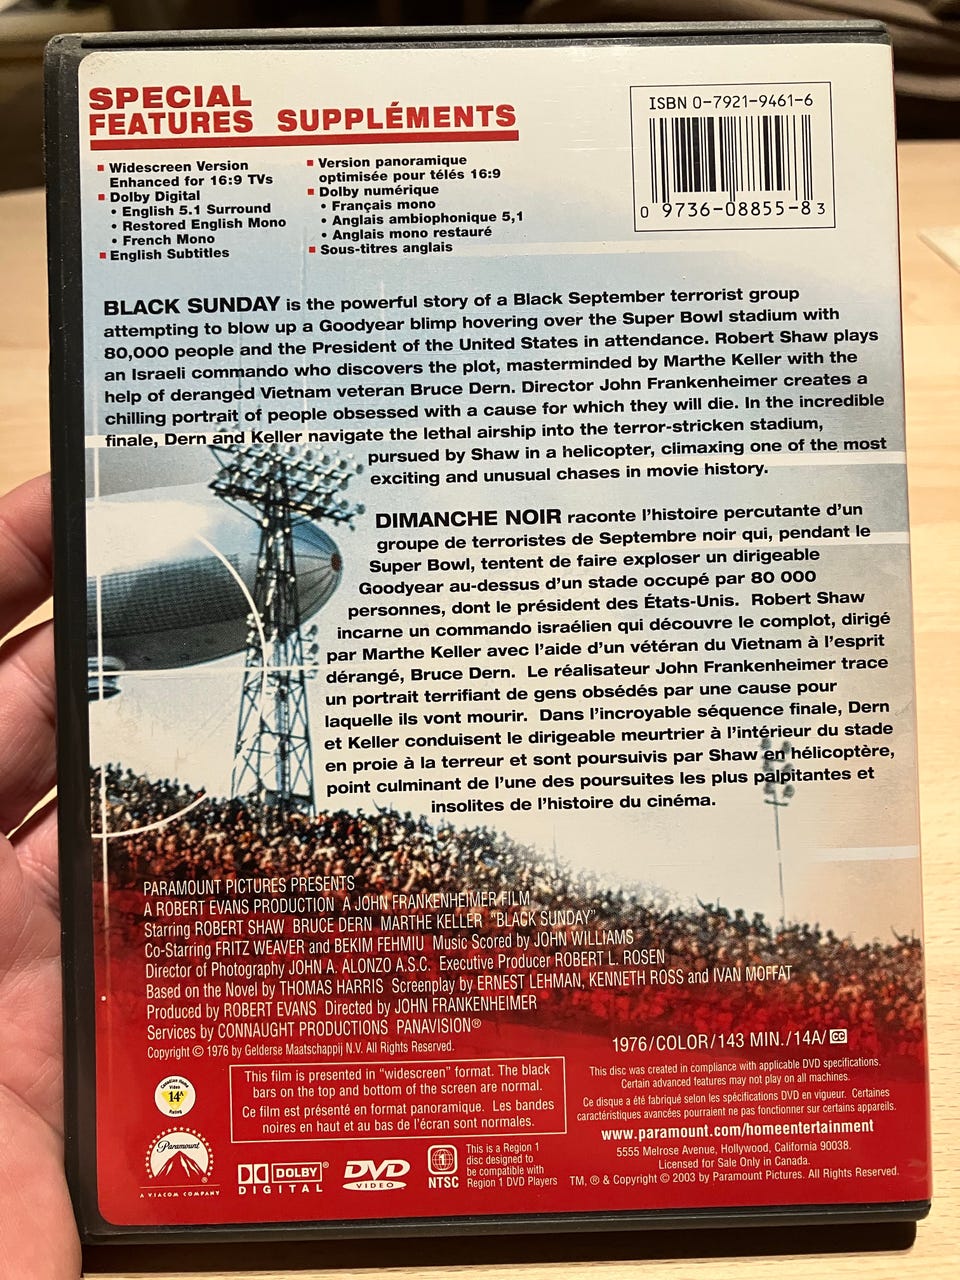 SPECIAL
FEATURES
SUPPLÉMENTS
ISBN 0-7921-9461-6
0 9736-08855-8 3
Widescreen Version
Enhanced for 16:9 TVs
Dolby Digital
• English 5.1 Surround
• Restored English Mono
• French Mono
English Subtitles
Version panoramique
optimisée pour télés 16:9
Dolby numérique
• Français mono
• Anglais ambiophonique 5,1
• Anglais mono restauré
Sous-titres anglais
BLACK SUNDAY is the powerful story of a Black September terrorist group
attempting to blow up a Goodyear blimp hovering over the Super Bowl stadium with
80,000 people and the President of the United States in attendance. Robert Shaw plays
an Israeli commando who discovers the plot, masterminded by Marthe Keller with the
help of deranged Vietnam veteran Bruce Dern. Director John Frankenheimer creates a
chilling portrait of people obsessed with a cause for which they will die. In the incredible
finale, Dern and Keller navigate the lethal airship into the terror-stricken stadium,
pursued by Shaw in a helicopter, climaxing one of the most
exciting and unusual chases in movie history.
DIMANCHE NOIR raconte l'histoire percutante d'un
groupe de terroristes de Septembre noir qui, pendant le
Super Bowl, tentent de faire exploser un dirigeable
Goodyear au-dessus d'un stade occupé par 80 000
personnes, dont le président des États-Unis. Robert Shaw
incarne un commando israélien qui découvre le complot, dirigé
par Marthe Keller avec l'aide d'un vétéran du Vietnam à l'esprit
dérangé, Bruce Dern. Le réalisateur John Frankenheimer trace
un portrait terrifiant de gens obsédés par une cause pour
laquelle ils vont mourir. Dans l'incroyable séquence finale, Dern
et Keller conduisent le dirigeable meurtrier à l'intérieur du stade
en proie à la terreur et sont poursuivis par Shaw en hélicoptère,
point culminant de l'une des poursuites les plus palpitantes et
insolites de l'histoire du cinéma.
PARAMOUNT PICTURES PRESENTS
A ROBERT EVANS PRODUCTION A JOHN FRANKENHEIMER FILM
Starring ROBERT SHAW BRUCE DERN MARTHE KELLER "BLACK SUNDAY"
Co-Starring FRITZ WEAVER and BEKIM FEHMIU Music Scored by JOHN WILLIAMS
Director of Photography JOHN A. ALONZO A.S.C. Executive Producer ROBERT L. ROSEN
Based on the Novel by THOMAS HARRIS Screenplay by ERNEST LEHMAN, KENNETH ROSS and IVAN MOFFAT
Produced by ROBERT EVANS Directed by JOHN FRANKENHEIMER
Services by CONNAUGHT PRODUCTIONS PANAVISION®
Copyright © 1976 by Gelderse Maatschappij N.V. All Rights Reserved.
1976/COLOR/143 MIN./14A/CC
Canadian Home
Video
14A
Rating
This film is presented in "widescreen" format. The black
bars on the top and bottom of the screen are normal.
Ce film est présenté en format panoramique. Les bandes
noires en haut et au bas de l'écran sont normales.
This disc was created in compliance with applicable DVD specifications.
Certain advanced features may not play on all machines.
Ce disque a été fabriqué selon les spécifications DVD en vigueur. Certaines
caractéristiques avancées pourraient ne pas fonctionner sur certains appareils.
www.paramount.com/homeentertainment
5555 Melrose Avenue, Hollywood, California 90038.
Licensed for Sale Only in Canada.
TM, ® & Copyright © 2003 by Paramount Pictures. All Rights Reserved.
Paramount®
A VIACOM COMPANY
DOLBY®
DIGITAL
DVD
VIDEO™
1
NTSC
This is a Region 1
disc designed to
be compatible with
Region 1 DVD Players